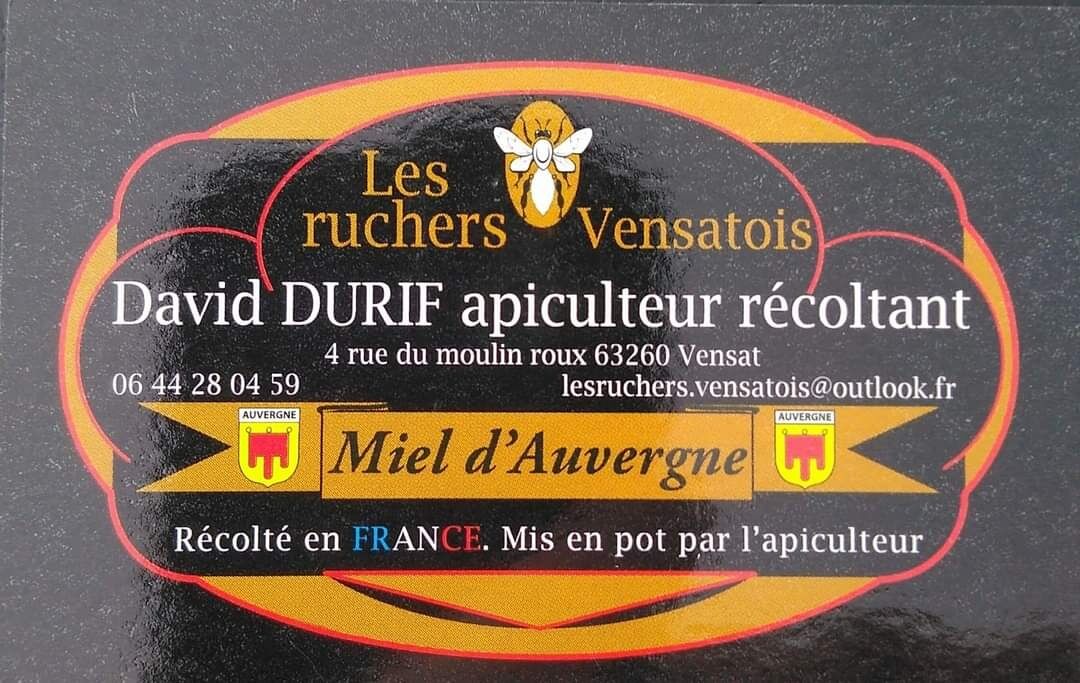 Les
ruchers Vensatois
David DURIF apiculteur récoltant
4 rue du moulin roux 63260 Vensat
06 44 28 04 59 lesruchers.vensatois@outlook.fr
AUVERGNE AUVERGNE
Miel d'Auvergne
Récolté en FRANCE. Mis en pot par l'apiculteur